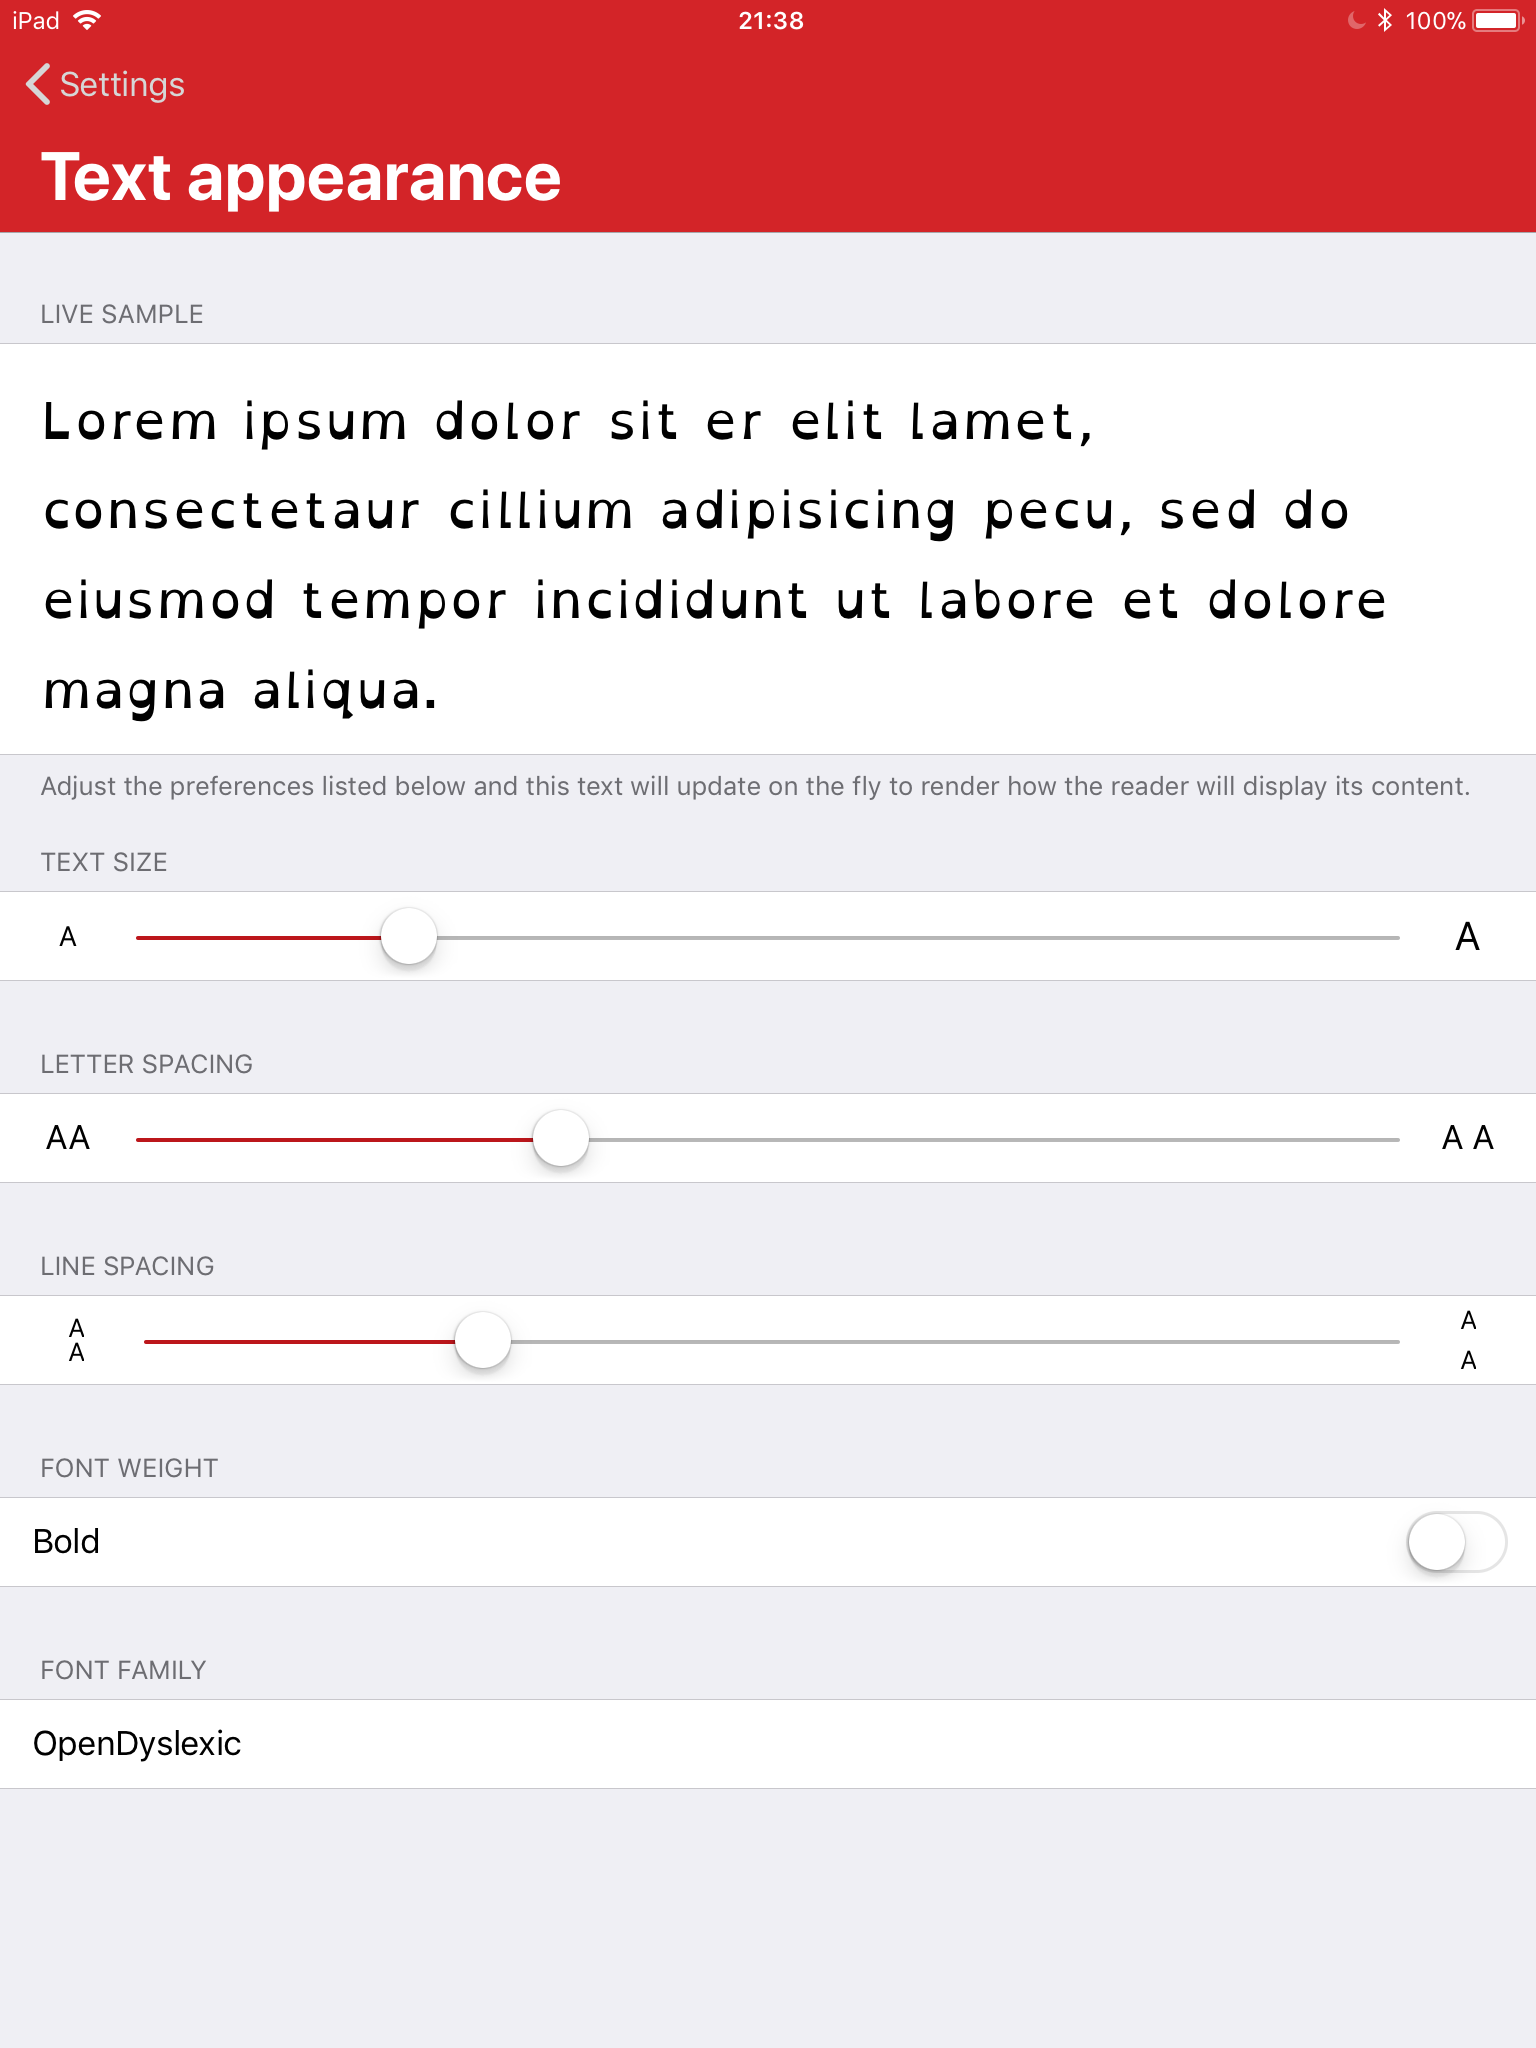 iPad 21:38 100%
Settings
Text appearance
LIVE SAMPLE
Lorem ipsum dolor sit er elit lamet,
consectetaur cillium adipisicing pecu, sed do
eiusmod tempor incididunt ut labore et dolore
magna aliqua.
Adjust the preferences listed below and this text will update on the fly to render how the reader will display its content.
TEXT SIZE
A A
LETTER SPACING
AA A A
LINE SPACING
A A
A A
FONT WEIGHT
Bold
FONT FAMILY
OpenDyslexic